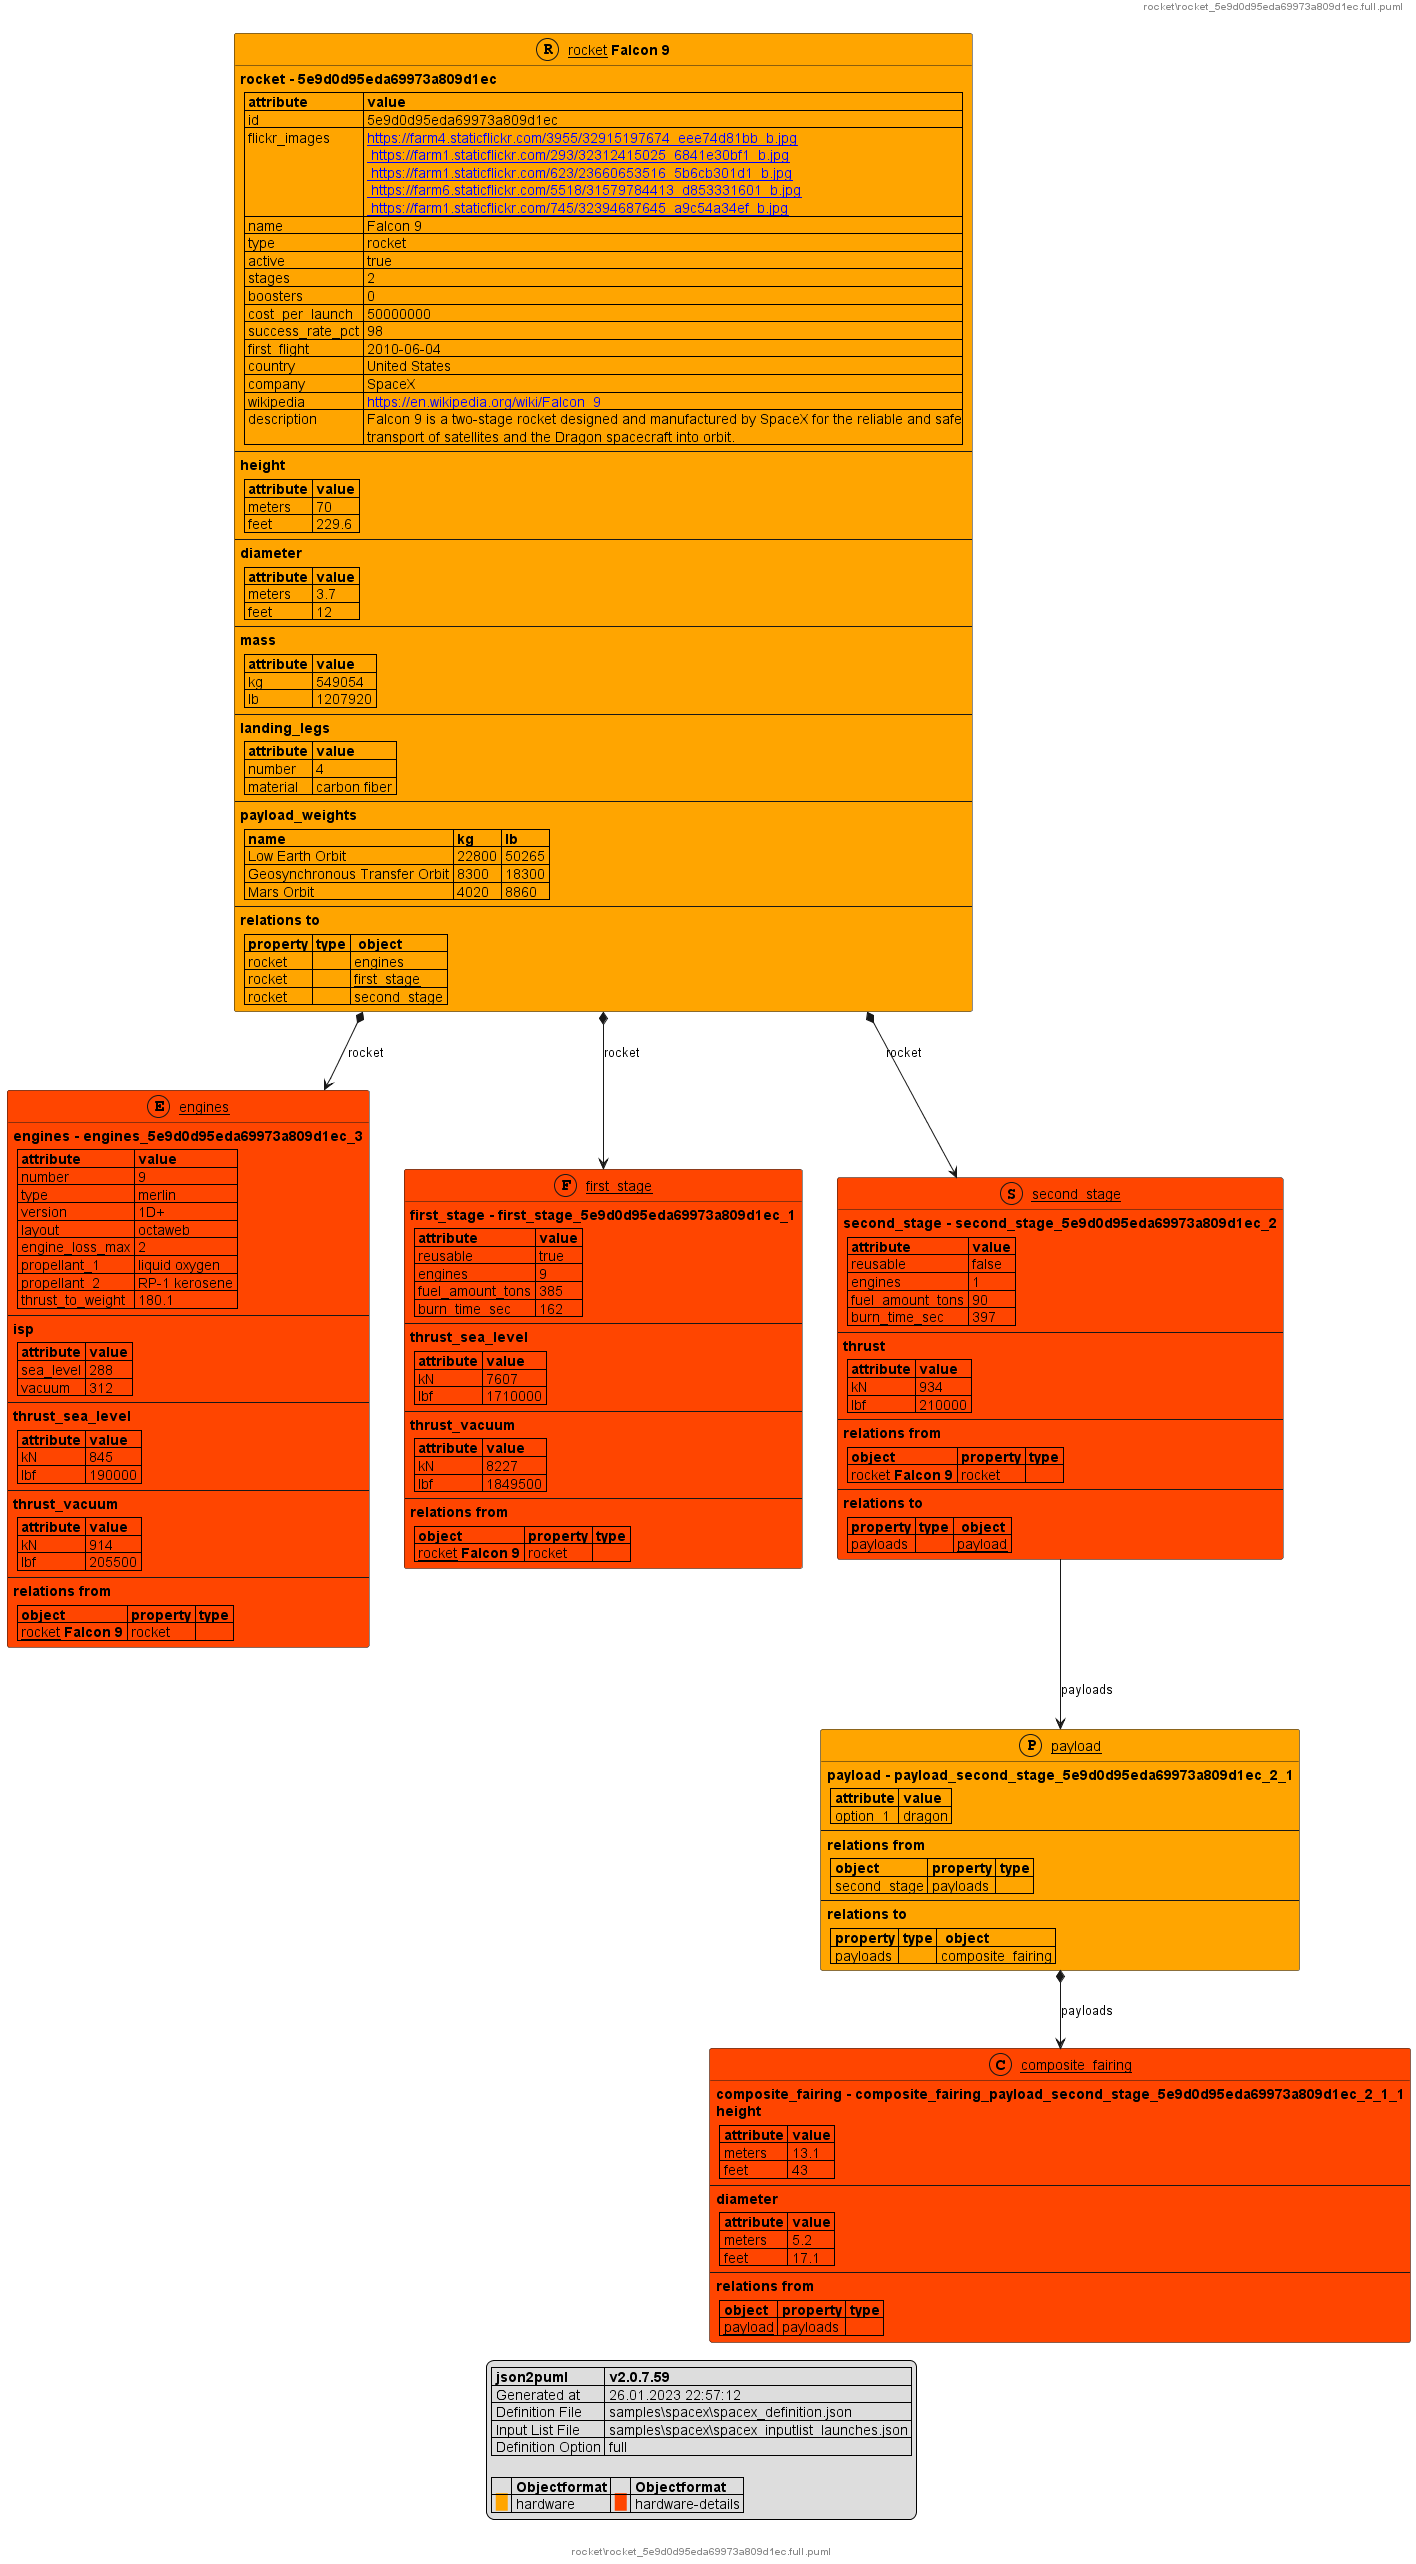 rocket\rocket_5e9d0d95eda69973a809d1ec.full.puml
R rocket Falcon 9
rocket - 5e9d0d95eda69973a809d1ec
attribute value
id 5e9d0d95eda69973a809d1ec
flickr_images https://farm4.staticflickr.com/3955/32915197674_eee74d81bb_b.jpg
https://farm1.staticflickr.com/293/32312415025_6841e30bf1_b.jpg
https://farm1.staticflickr.com/623/23660653516_5b6cb301d1_b.jpg
https://farm6.staticflickr.com/5518/31579784413_d853331601_b.jpg
https://farm1.staticflickr.com/745/32394687645_a9c54a34ef_b.jpg
name Falcon 9
type rocket
active true
stages 2
boosters 0
cost_per_launch 50000000
success_rate_pct 98
first_flight 2010-06-04
country United States
company SpaceX
wikipedia https://en.wikipedia.org/wiki/Falcon_9
description Falcon 9 is a two-stage rocket designed and manufactured by SpaceX for the reliable and safe
transport of satellites and the Dragon spacecraft into orbit.
height
attribute value
meters 70
feet 229.6
diameter
attribute value
meters 3.7
feet 12
mass
attribute value
kg 549054
lb 1207920
landing_legs
attribute value
number 4
material carbon fiber
payload_weights
name kg lb
Low Earth Orbit 22800 50265
Geosynchronous Transfer Orbit 8300 18300
Mars Orbit 4020 8860
relations to
property type object
rocket engines
rocket first_stage
rocket second_stage
rocket
rocket
rocket
E engines
engines - engines_5e9d0d95eda69973a809d1ec_3
attribute value
number 9
type merlin
version 1D+
layout octaweb
engine_loss_max 2
propellant_1 liquid oxygen
propellant_2 RP-1 kerosene
thrust_to_weight 180.1
isp
attribute value
sea_level 288
vacuum 312
thrust_sea_level
attribute value
kN 845
lbf 190000
thrust_vacuum
attribute value
kN 914
lbf 205500
relations from
object property type
rocket Falcon 9 rocket
F first_stage
first_stage - first_stage_5e9d0d95eda69973a809d1ec_1
attribute value
reusable true
engines 9
fuel_amount_tons 385
burn_time_sec 162
thrust_sea_level
attribute value
kN 7607
lbf 1710000
thrust_vacuum
attribute value
kN 8227
lbf 1849500
relations from
object property type
rocket Falcon 9 rocket
S second_stage
second_stage - second_stage_5e9d0d95eda69973a809d1ec_2
attribute value
reusable false
engines 1
fuel_amount_tons 90
burn_time_sec 397
thrust
attribute value
kN 934
lbf 210000
relations from
object property type
rocket Falcon 9 rocket
relations to
property type object
payloads payload
payloads
P payload
payload - payload_second_stage_5e9d0d95eda69973a809d1ec_2_1
attribute value
option_1 dragon
relations from
object property type
second_stage payloads
relations to
property type object
payloads composite_fairing
payloads
C composite_fairing
composite_fairing - composite_fairing_payload_second_stage_5e9d0d95eda69973a809d1ec_2_1_1
height
attribute value
meters 13.1
feet 43
diameter
attribute value
meters 5.2
feet 17.1
relations from
object property type
payload payloads
json2puml v2.0.7.59
Generated at 26.01.2023 22:57:12
Definition File samples\spacex\spacex_definition.json
Input List File samples\spacex\spacex_inputlist_launches.json
Definition Option full
Objectformat Objectformat
hardware hardware-details
rocket\rocket_5e9d0d95eda69973a809d1ec.full.puml